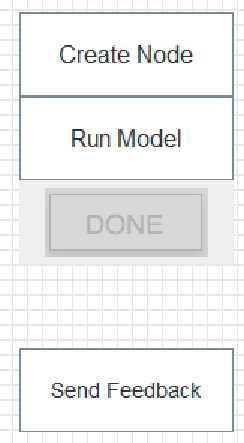 Create Node
Run Model
DONE
Send Feedback